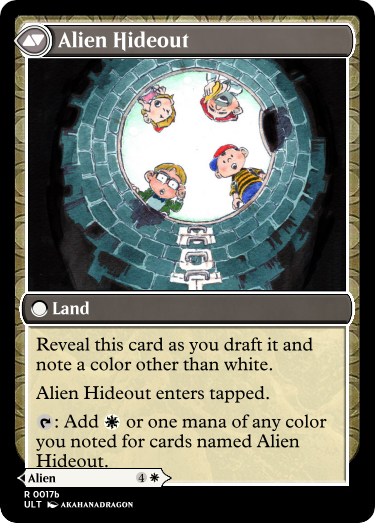 Alien Hideout
Land
Reveal this card as you draft it and
note a color other than white.
Alien Hideout enters tapped.
: Add or one mana of any color
you noted for cards named Alien
Hideout.
Alien 4
R 0017b
ULT AKAHANADRAGON